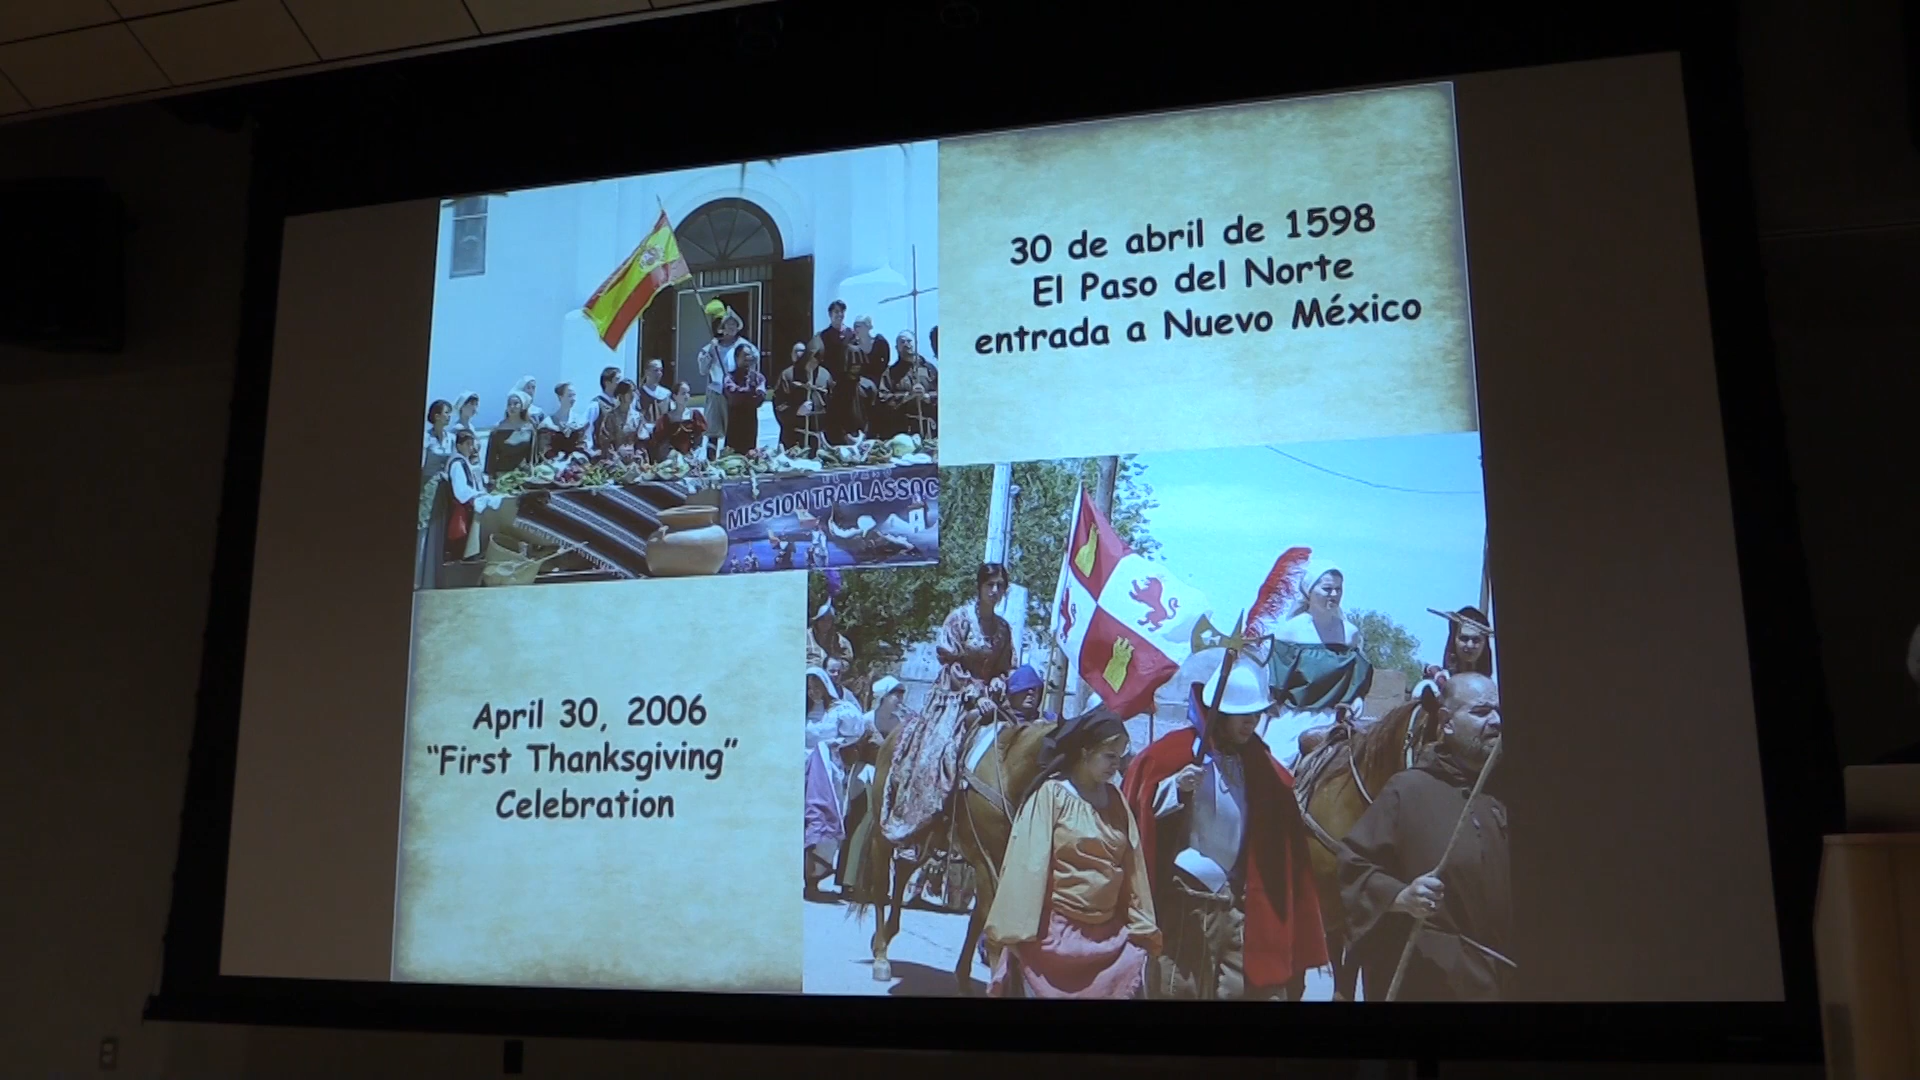 30 de abril de 1598
El Paso del Norte
entrada a Nuevo México
MISSION TRAIL ASSOC
April 30, 2006
“First Thanksgiving”
Celebration